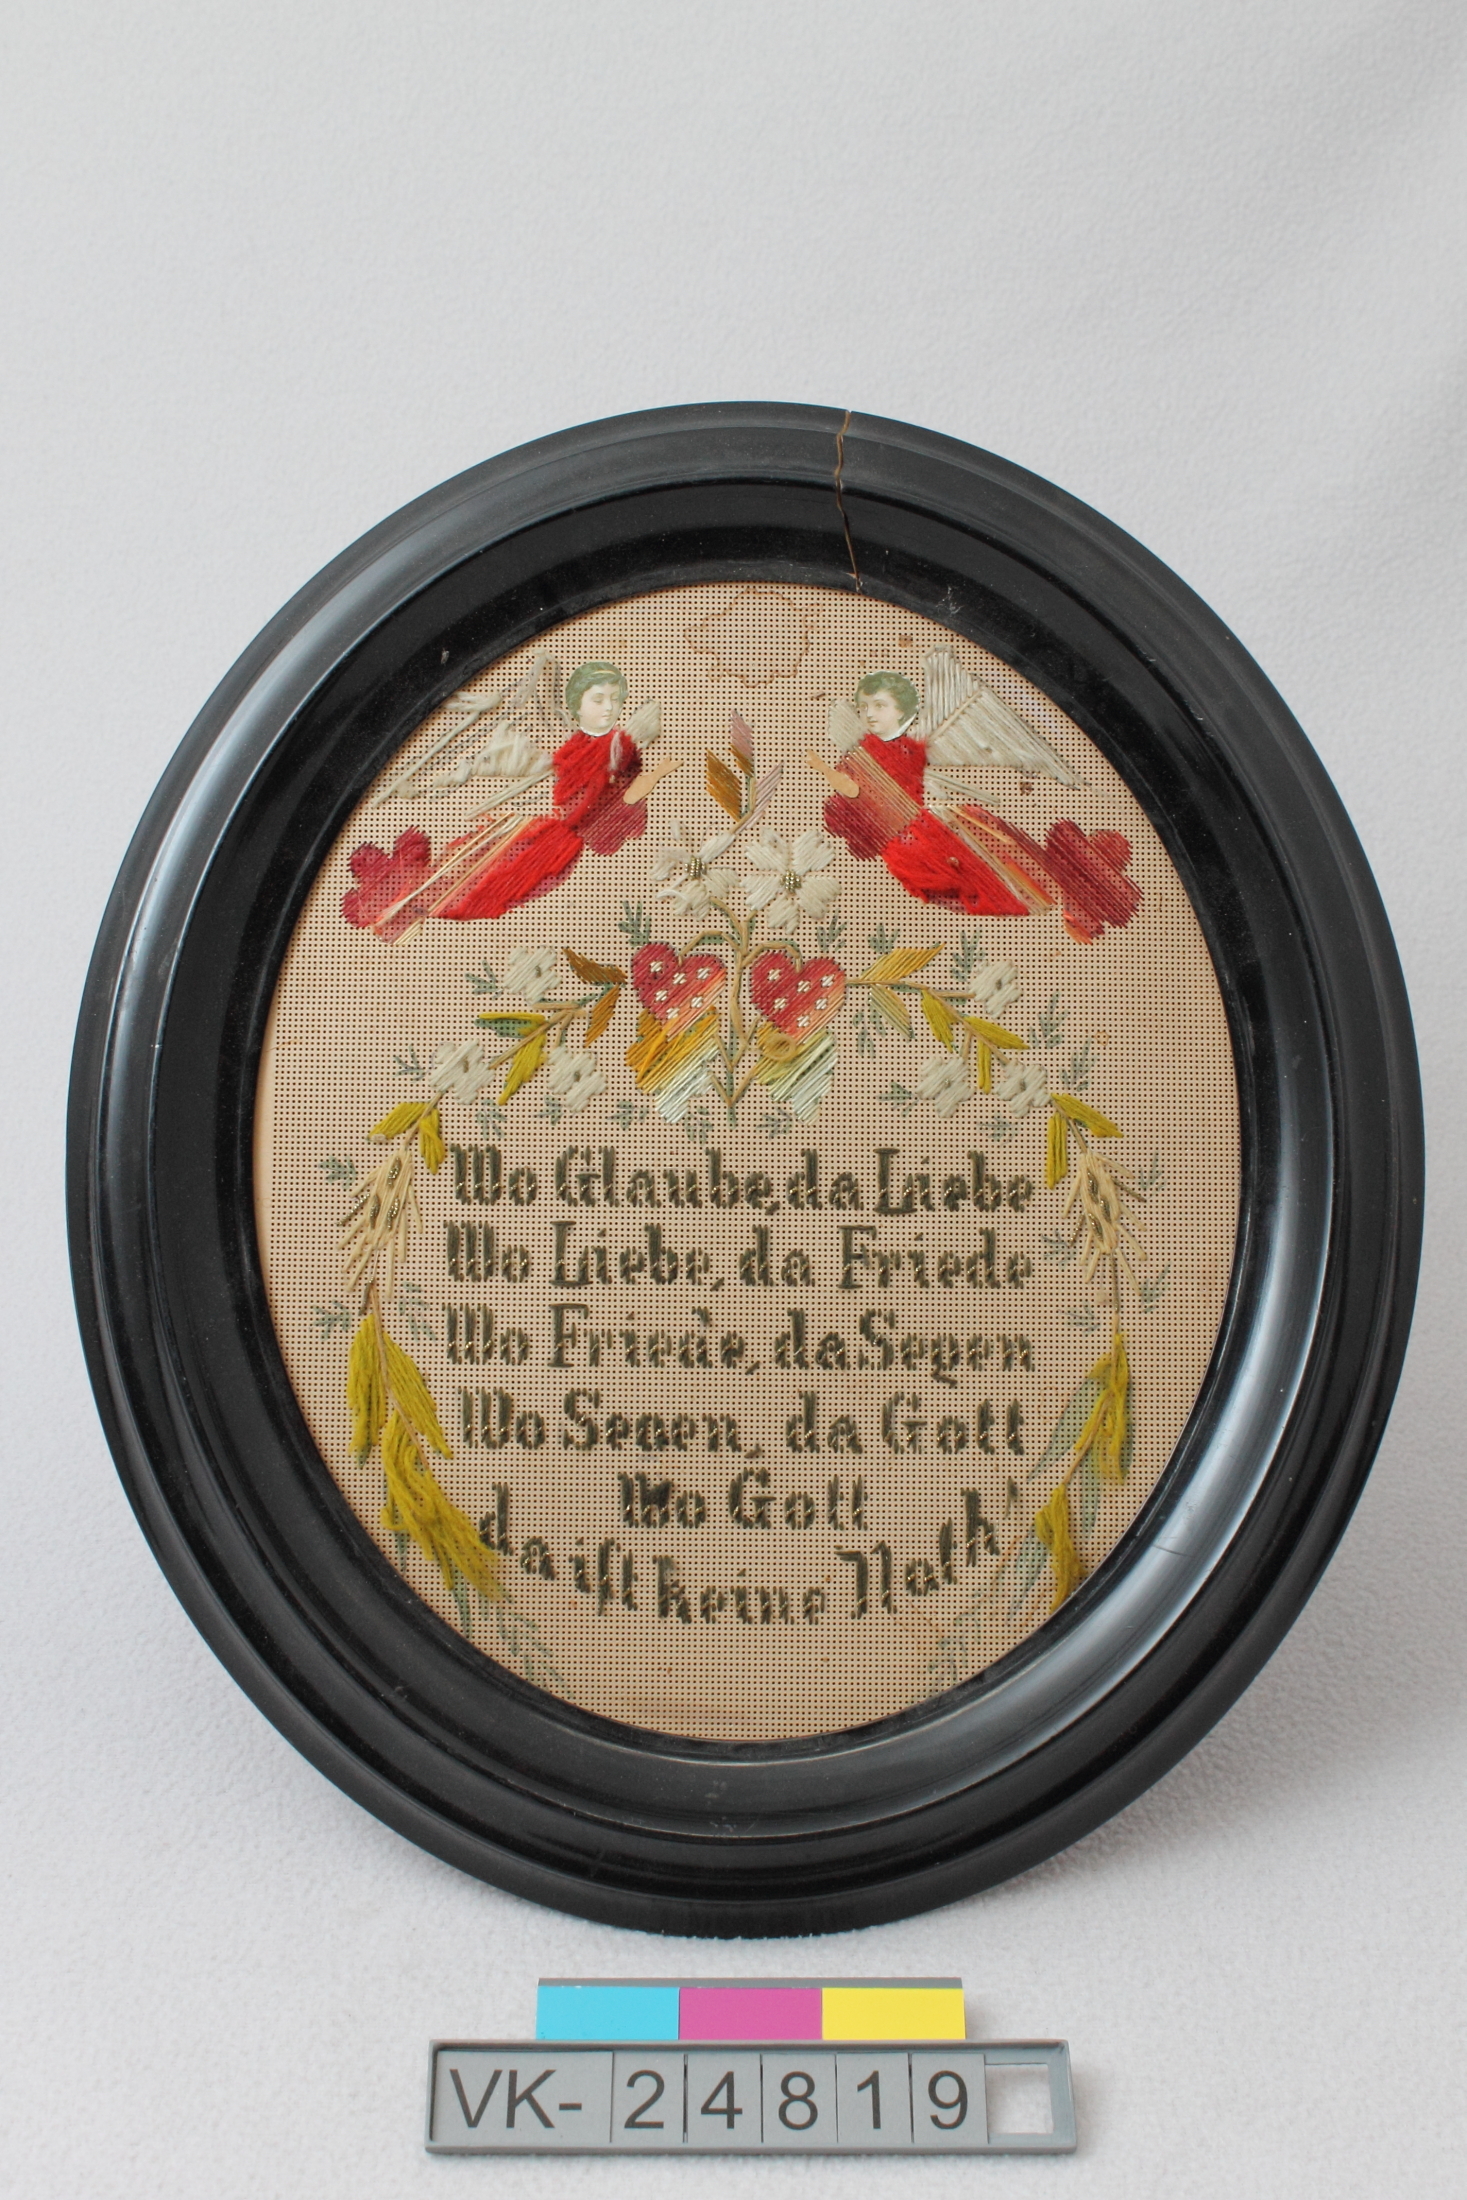 Wo Glaube, da Liebe
Wo Liebe, da Friede
Wo Friede, da Segen
Wo Segen, da Gott
Wo Gott
da ist keine Noth!
VK-24819